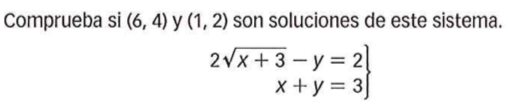 Comprueba si (6, 4) y (1, 2) son soluciones de este sistema.
2√x + 3 − y = 2
x + y = 3}